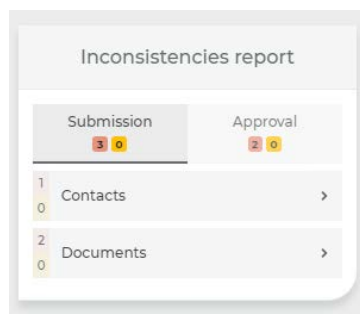 Inconsistencies report
Submission Approval
3 0 2 0
1
Contacts
0
2
Documents
0